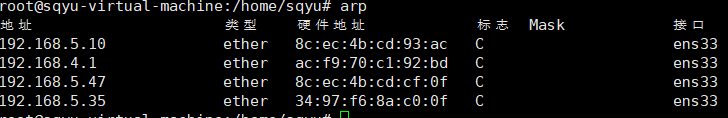 root@sqyu-virtual-machine:/home/sqyu# arp
地址 类型 硬件地址 标志 Mask 接口
192.168.5.10 ether 8c:ec:4b:cd:93:ac C ens33
192.168.4.1 ether ac:f9:70:c1:92:bd C ens33
192.168.5.47 ether 8c:ec:4b:cd:cf:0f C ens33
192.168.5.35 ether 34:97:f6:8a:c0:0f C ens33
root@sqyu-virtual-machine:/home/sqyu#